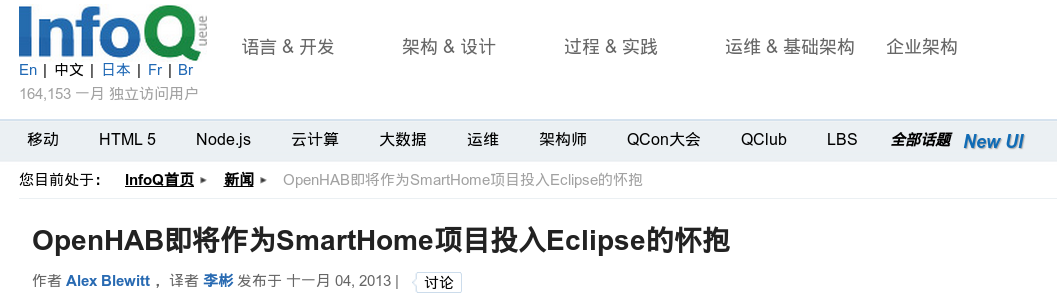 InfoQ
queue
语言 & 开发 架构 & 设计 过程 & 实践 运维 & 基础架构 企业架构
En | 中文 | 日本 | Fr | Br
164,153 一月 独立访问用户
移动 HTML 5 Node.js 云计算 大数据 运维 架构师 QCon大会 QClub LBS 全部话题 New UI
您目前处于： InfoQ首页 新闻 OpenHAB即将作为SmartHome项目投入Eclipse的怀抱
OpenHAB即将作为SmartHome项目投入Eclipse的怀抱
作者 Alex Blewitt ，译者 李彬 发布于 十一月 04, 2013 | 讨论